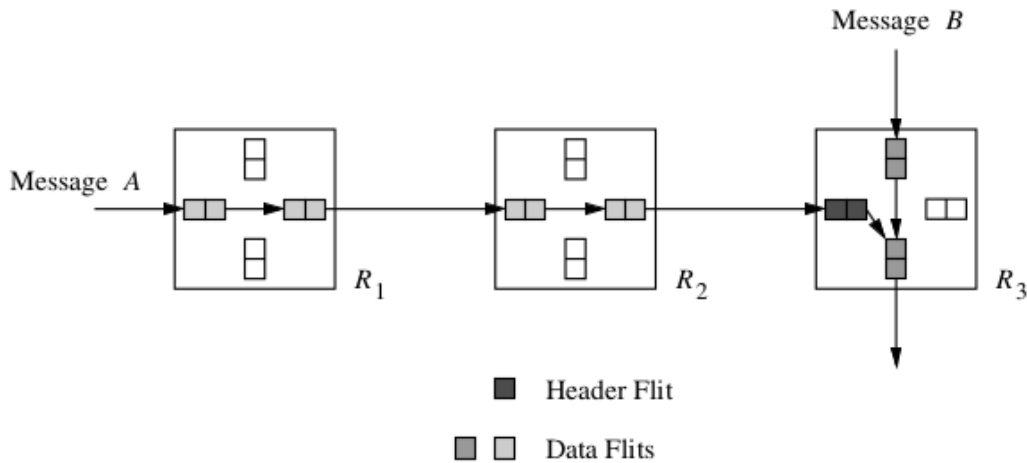 Message B
Message A
R1
R2
R3
Header Flit
Data Flits